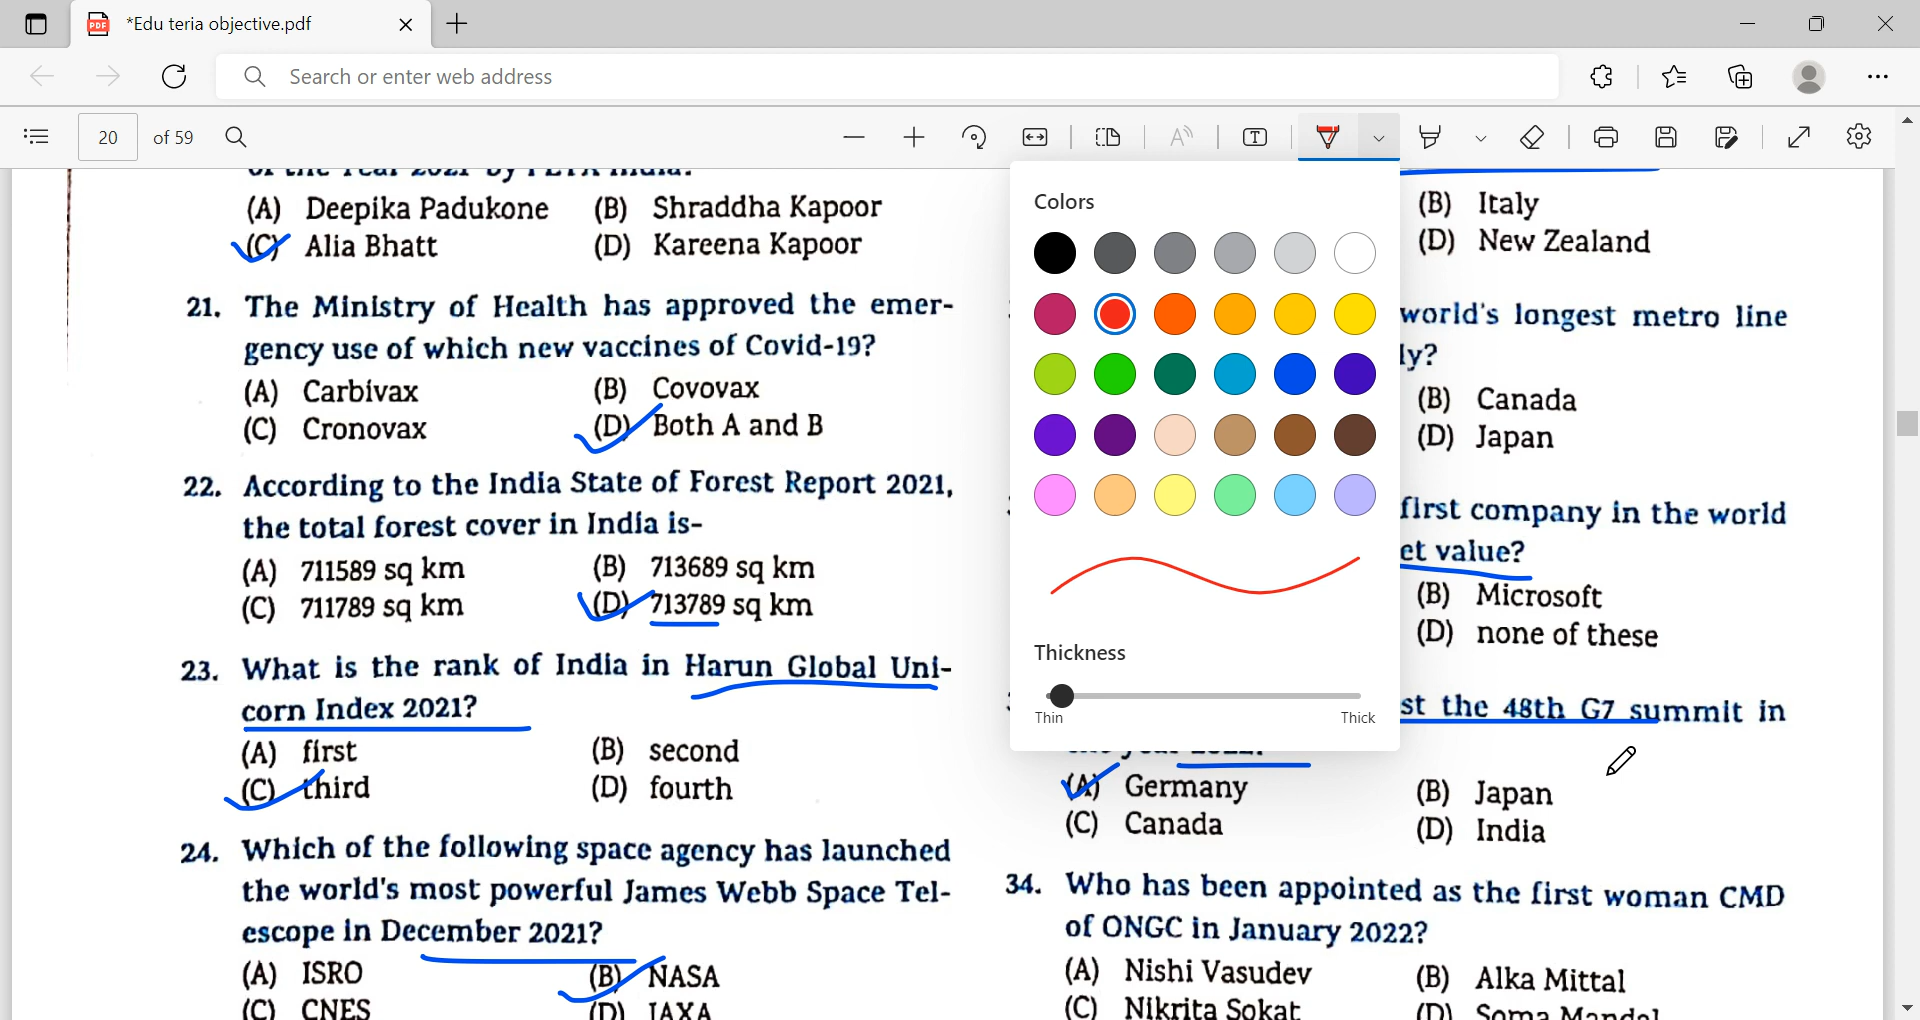 *Edu teria objective.pdf
Search or enter web address
20 of 59
(A) Deepika Padukone (B) Shraddha Kapoor
(C) Alia Bhatt (D) Kareena Kapoor
21. The Ministry of Health has approved the emer-
gency use of which new vaccines of Covid-19?
(A) Carbivax (B) Covovax
(C) Cronovax (D) Both A and B
22. According to the India State of Forest Report 2021,
the total forest cover in India is-
(A) 711589 sq km (B) 713689 sq km
(C) 711789 sq km (D) 713789 sq km
23. What is the rank of India in Harun Global Uni-
corn Index 2021?
(A) first (B) second
(C) third (D) fourth
24. Which of the following space agency has launched
the world's most powerful James Webb Space Tel-
escope in December 2021?
(A) ISRO (B) NASA
(C) CNES (D) JAXA
Colors
Thickness
Thin Thick
(B) Italy
(D) New Zealand
world's longest metro line
ly?
(B) Canada
(D) Japan
first company in the world
et value?
(B) Microsoft
(D) none of these
st the 48th G7 summit in
(A) Germany (B) Japan
(C) Canada (D) India
34. Who has been appointed as the first woman CMD
of ONGC in January 2022?
(A) Nishi Vasudev (B) Alka Mittal
(C) Nikrita Sokat (D) Soma Mandal